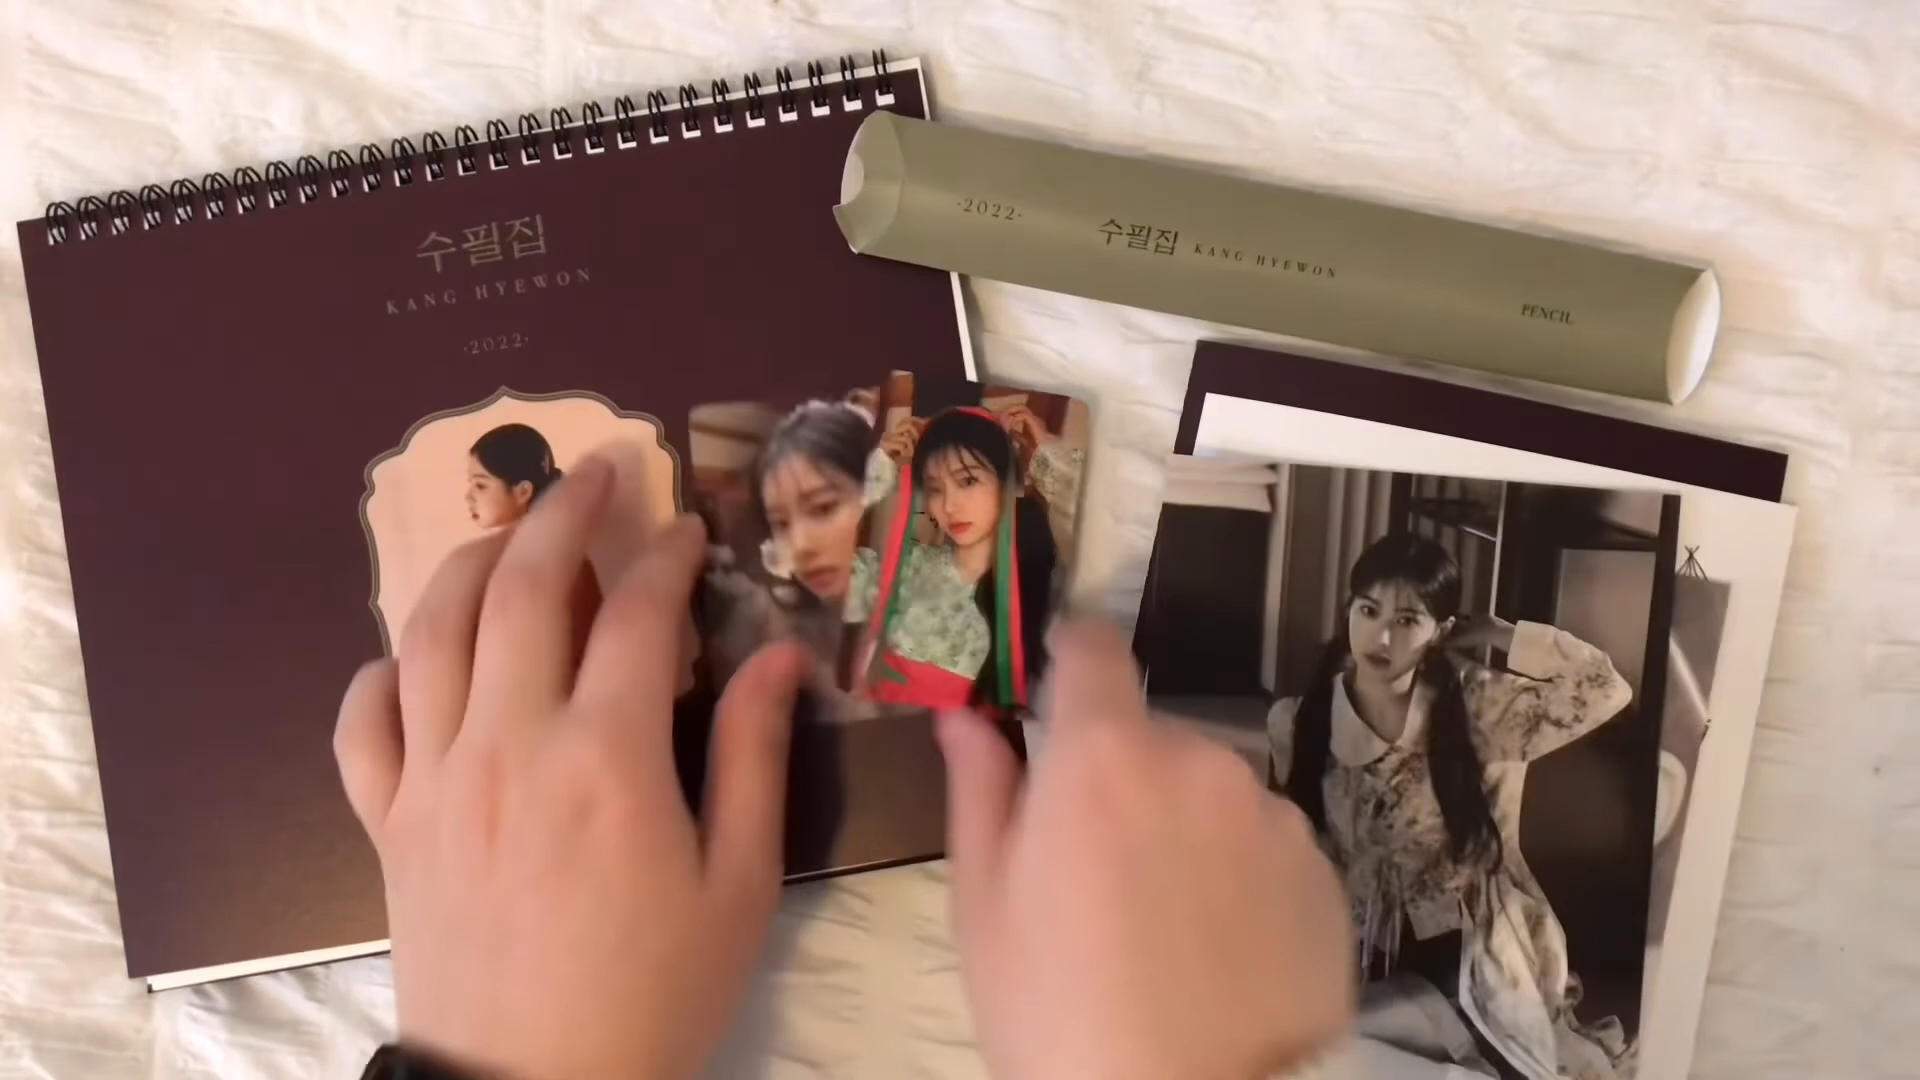 수필집
KANG HYEWON
·2022·
·2022·
수필집 KANG HYEWON
PENCIL